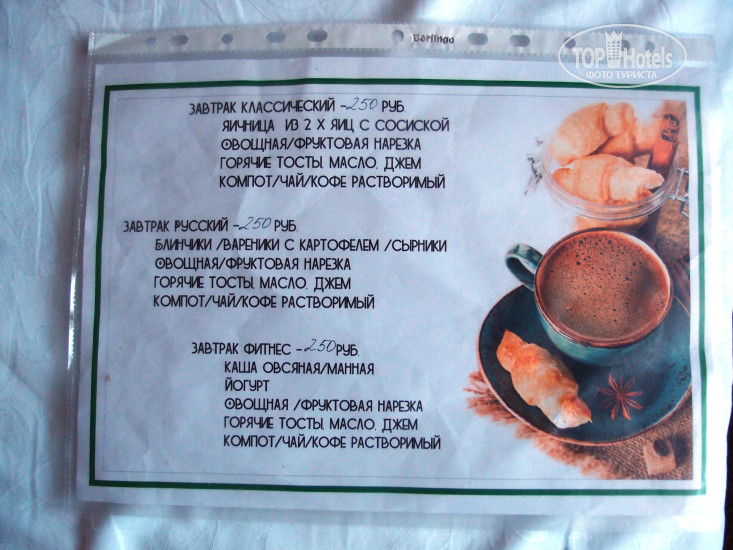 Berlingo
TOP Hotels
ФОТО ТУРИСТА
ЗАВТРАК КЛАССИЧЕСКИЙ -250 РУБ.
ЯИЧНИЦА ИЗ 2 Х ЯИЦ С СОСИСКОЙ
ОВОЩНАЯ/ФРУКТОВАЯ НАРЕЗКА
ГОРЯЧИЕ ТОСТЫ, МАСЛО, ДЖЕМ
КОМПОТ/ЧАЙ/КОФЕ РАСТВОРИМЫЙ
ЗАВТРАК РУССКИЙ -250 РУБ.
БЛИНЧИКИ /ВАРЕНИКИ С КАРТОФЕЛЕМ /СЫРНИКИ
ОВОЩНАЯ/ФРУКТОВАЯ НАРЕЗКА
ГОРЯЧИЕ ТОСТЫ, МАСЛО, ДЖЕМ
КОМПОТ/ЧАЙ/КОФЕ РАСТВОРИМЫЙ
ЗАВТРАК ФИТНЕС -250 РУБ.
КАША ОВСЯНАЯ/МАННАЯ
ЙОГУРТ
ОВОЩНАЯ /ФРУКТОВАЯ НАРЕЗКА
ГОРЯЧИЕ ТОСТЫ, МАСЛО, ДЖЕМ
КОМПОТ/ЧАЙ/КОФЕ РАСТВОРИМЫЙ